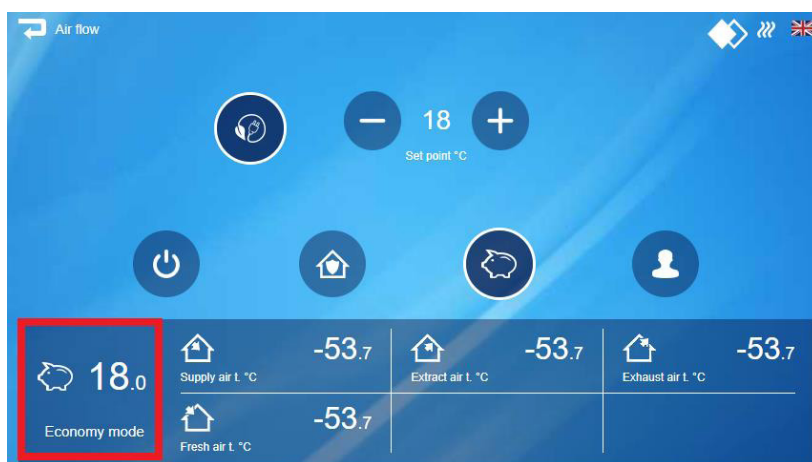 Air flow
18
Set point °C
18.0
Economy mode
-53.7
Supply air t. °C
-53.7
Extract air t. °C
-53.7
Exhaust air t. °C
-53.7
Fresh air t. °C